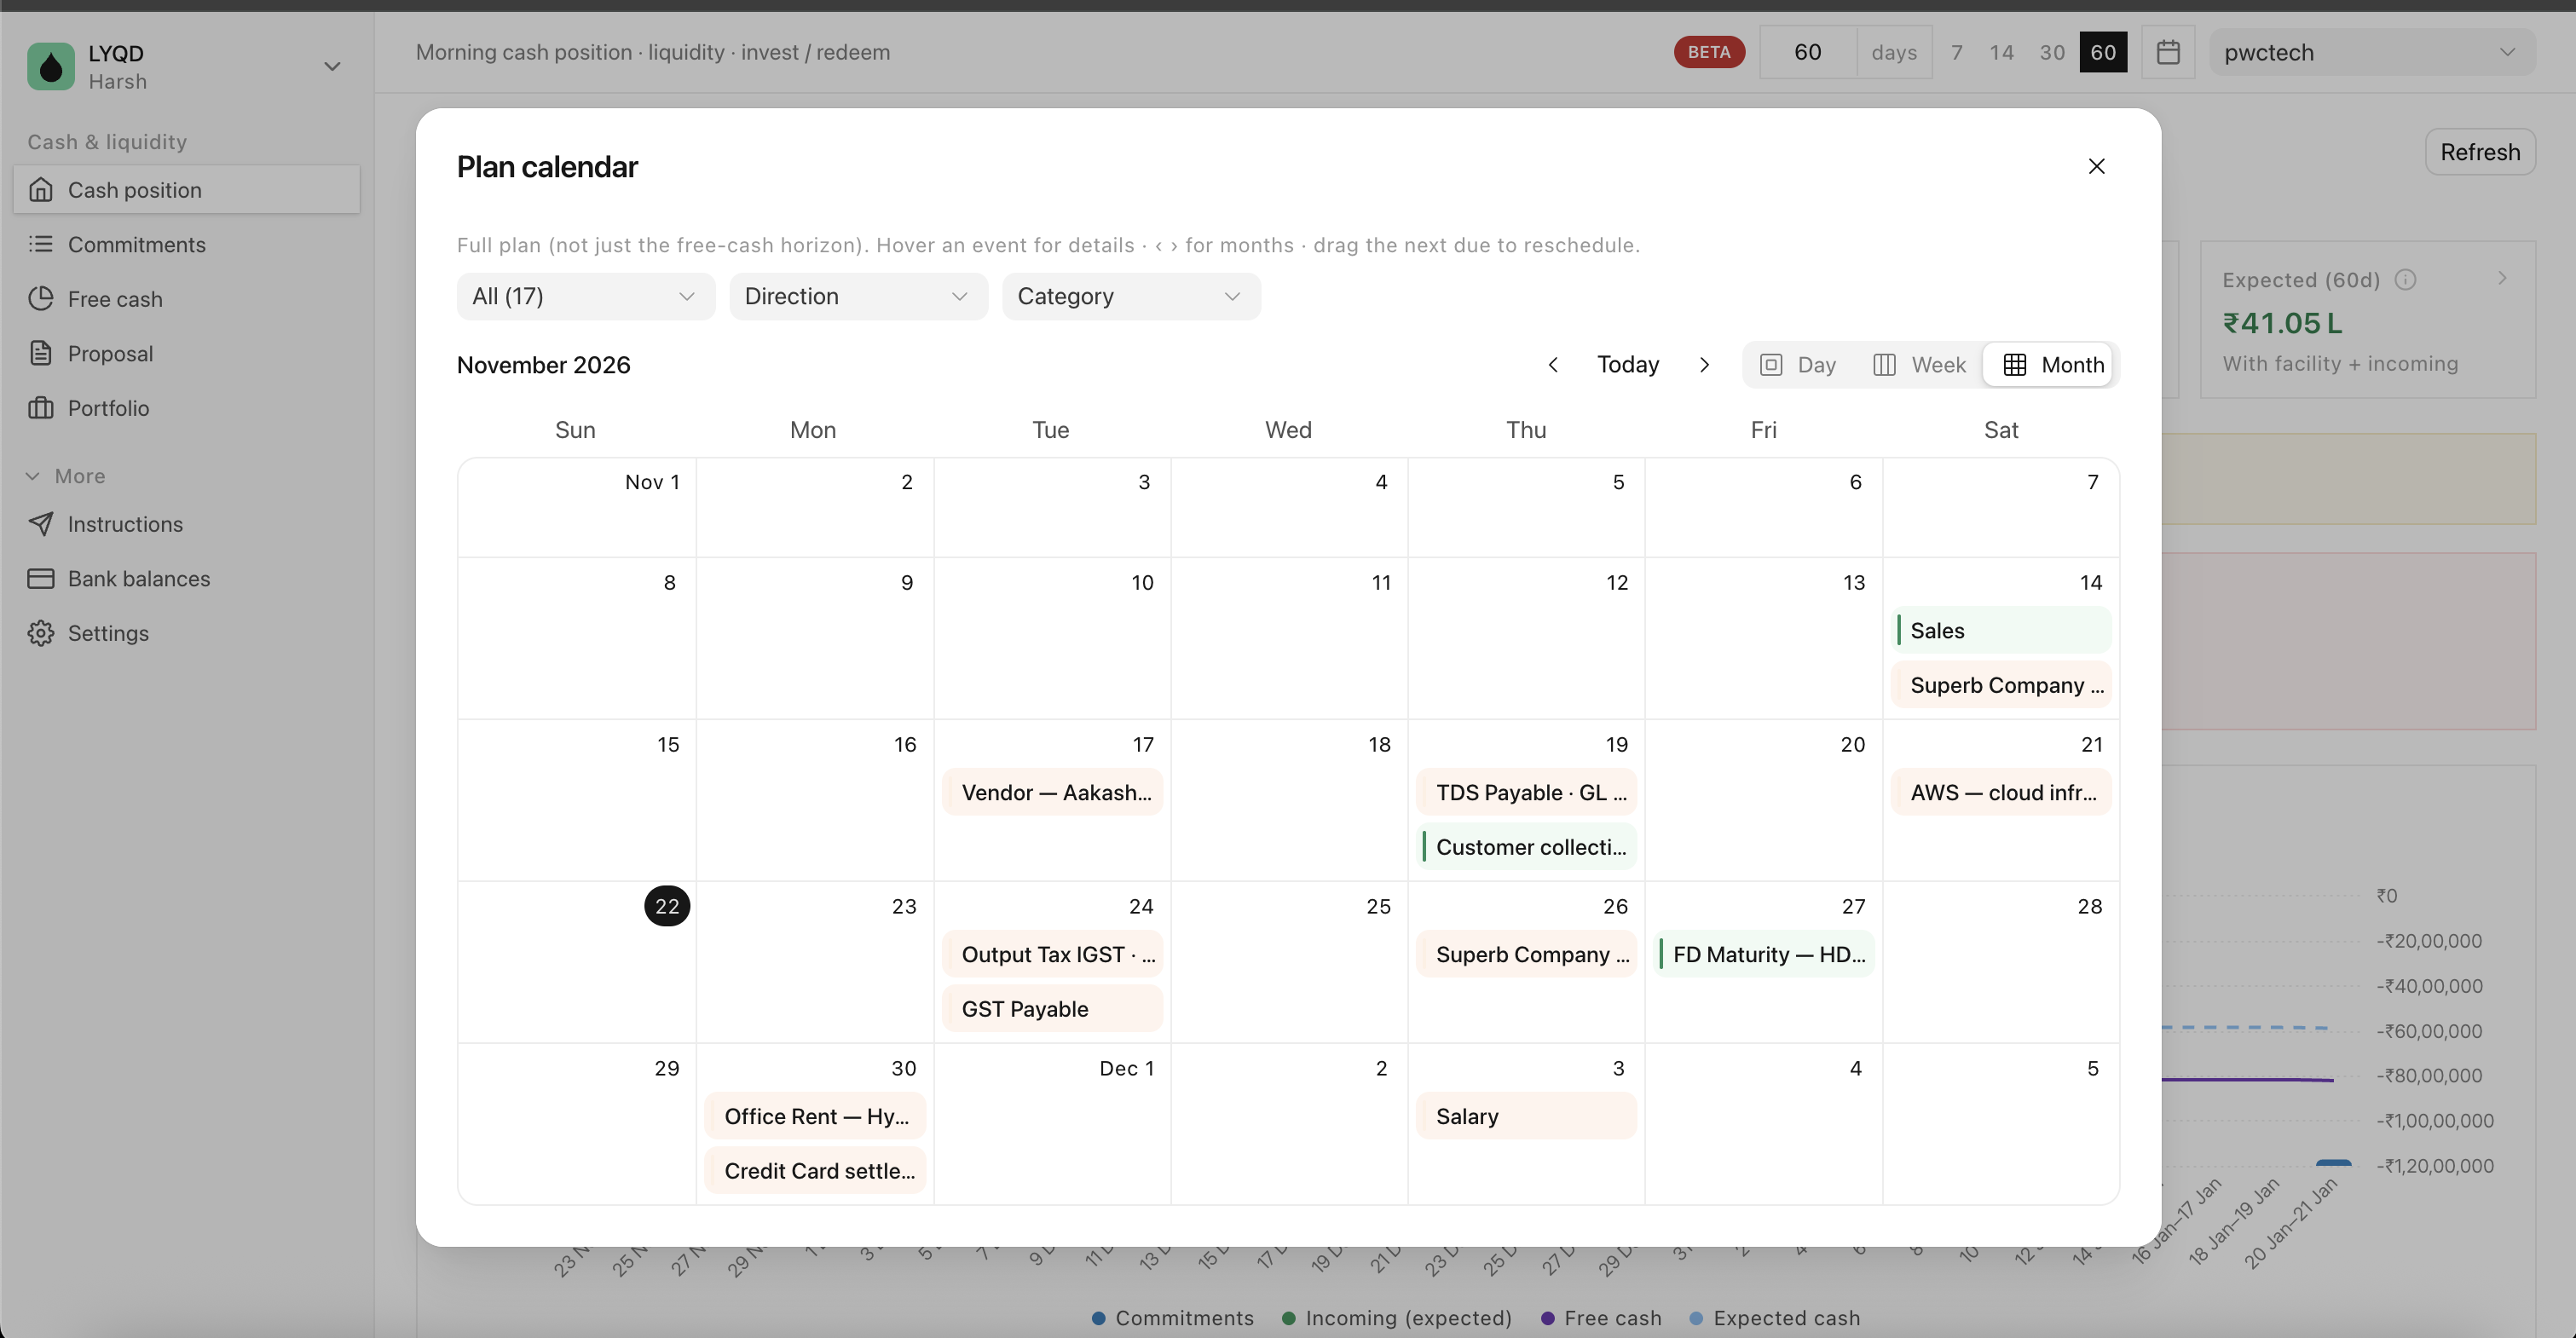 LYQD
Harsh
Cash & liquidity
Cash position
Commitments
Free cash
Proposal
Portfolio
More
Instructions
Bank balances
Settings
Morning cash position · liquidity · invest / redeem
BETA 60 days 7 14 30 60 pwctech
Refresh
Expected (60d)
₹41.05 L
With facility + incoming
Plan calendar
Full plan (not just the free-cash horizon). Hover an event for details · ‹ › for months · drag the next due to reschedule.
All (17) Direction Category
November 2026 Today Day Week Month
Sun Mon Tue Wed Thu Fri Sat
Nov 1 2 3 4 5 6 7
8 9 10 11 12 13 14
Sales
Superb Company ...
15 16 17 18 19 20 21
Vendor — Aakash... TDS Payable · GL ... AWS — cloud infr...
Customer collecti...
22 23 24 25 26 27 28
Output Tax IGST · ... Superb Company ... FD Maturity — HD...
GST Payable
29 30 Dec 1 2 3 4 5
Office Rent — Hy... Salary
Credit Card settle...
₹0
-₹20,00,000
-₹40,00,000
-₹60,00,000
-₹80,00,000
-₹1,00,00,000
-₹1,20,00,000
16 Jan–17 Jan
18 Jan–19 Jan
20 Jan–21 Jan
Commitments Incoming (expected) Free cash Expected cash